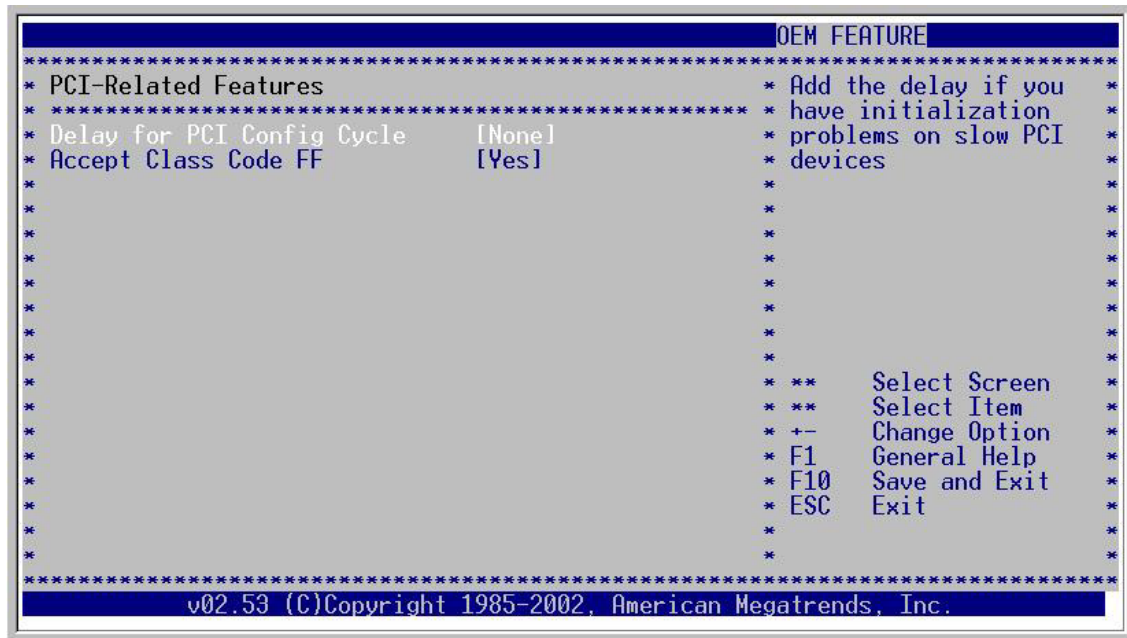 OEM FEATURE
********************************************************************************
* PCI-Related Features * Add the delay if you *
* *************************************************** * have initialization *
* Delay for PCI Config Cycle [None] * problems on slow PCI *
* Accept Class Code FF [Yes] * devices *
* * *
* * *
* * *
* * *
* * *
* * *
* * *
* * *
* * ** Select Screen *
* * ** Select Item *
* * +- Change Option *
* * F1 General Help *
* * F10 Save and Exit *
* * ESC Exit *
* * *
* * *
********************************************************************************
v02.53 (C)Copyright 1985-2002, American Megatrends, Inc.